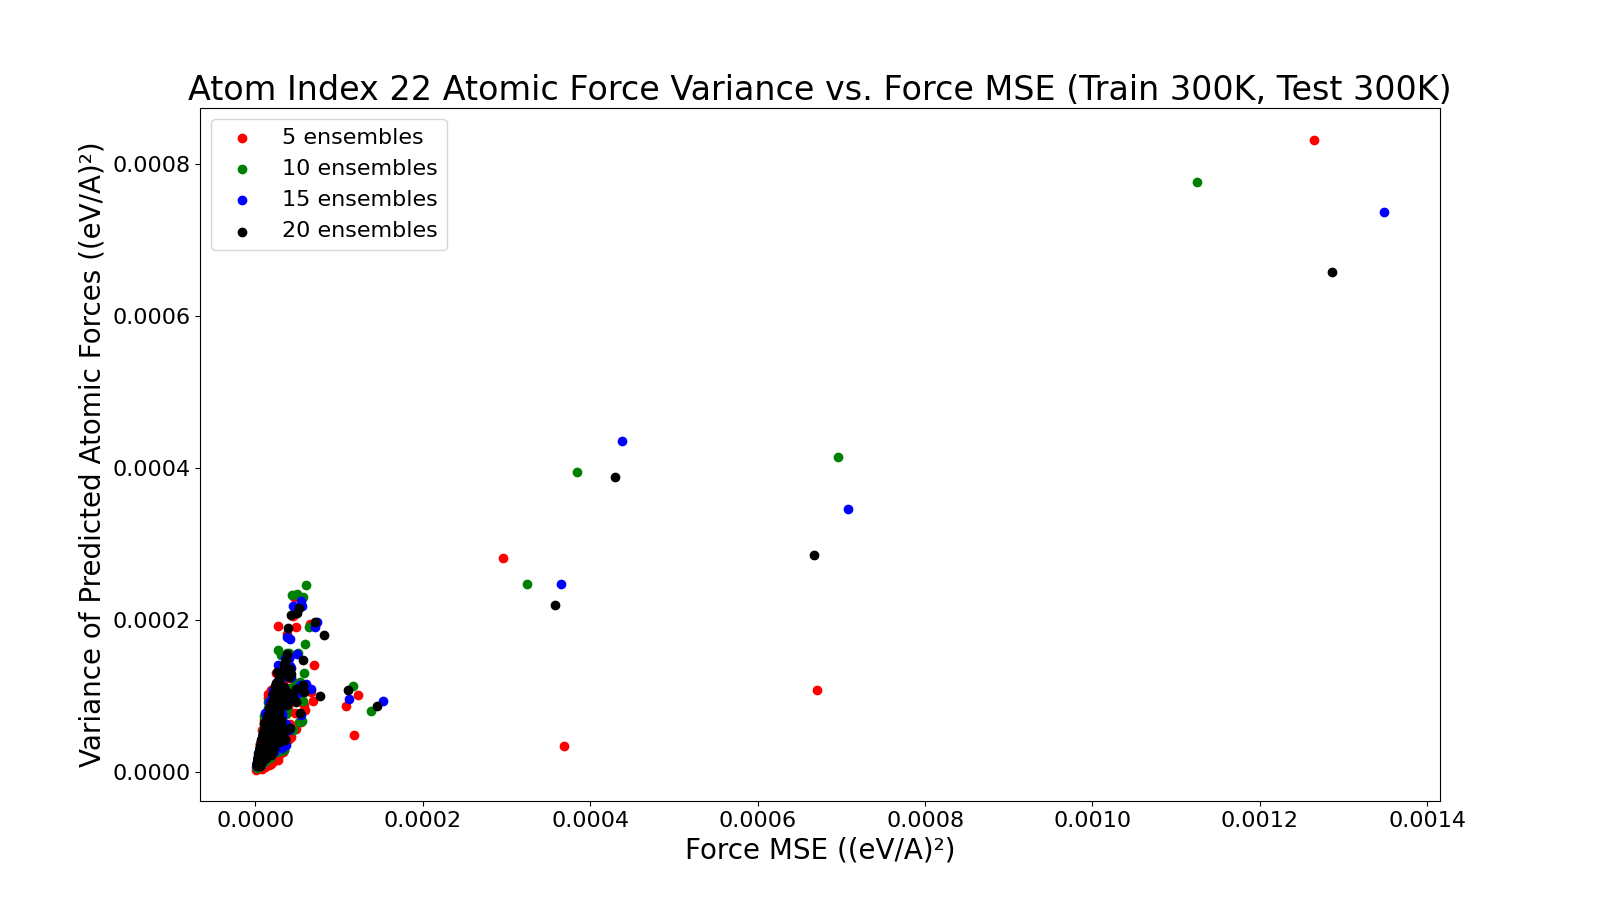 Atom Index 22 Atomic Force Variance vs. Force MSE (Train 300K, Test 300K)
5 ensembles
10 ensembles
15 ensembles
20 ensembles
Variance of Predicted Atomic Forces ((eV/A)²)
0.0008
0.0006
0.0004
0.0002
0.0000
0.0000 0.0002 0.0004 0.0006 0.0008 0.0010 0.0012 0.0014
Force MSE ((eV/A)²)